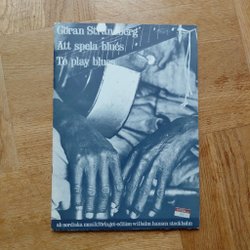 Göran Strandberg
Att spela blues
To play blues
ab nordiska musikförlaget·edition wilhelm hansen stockholm